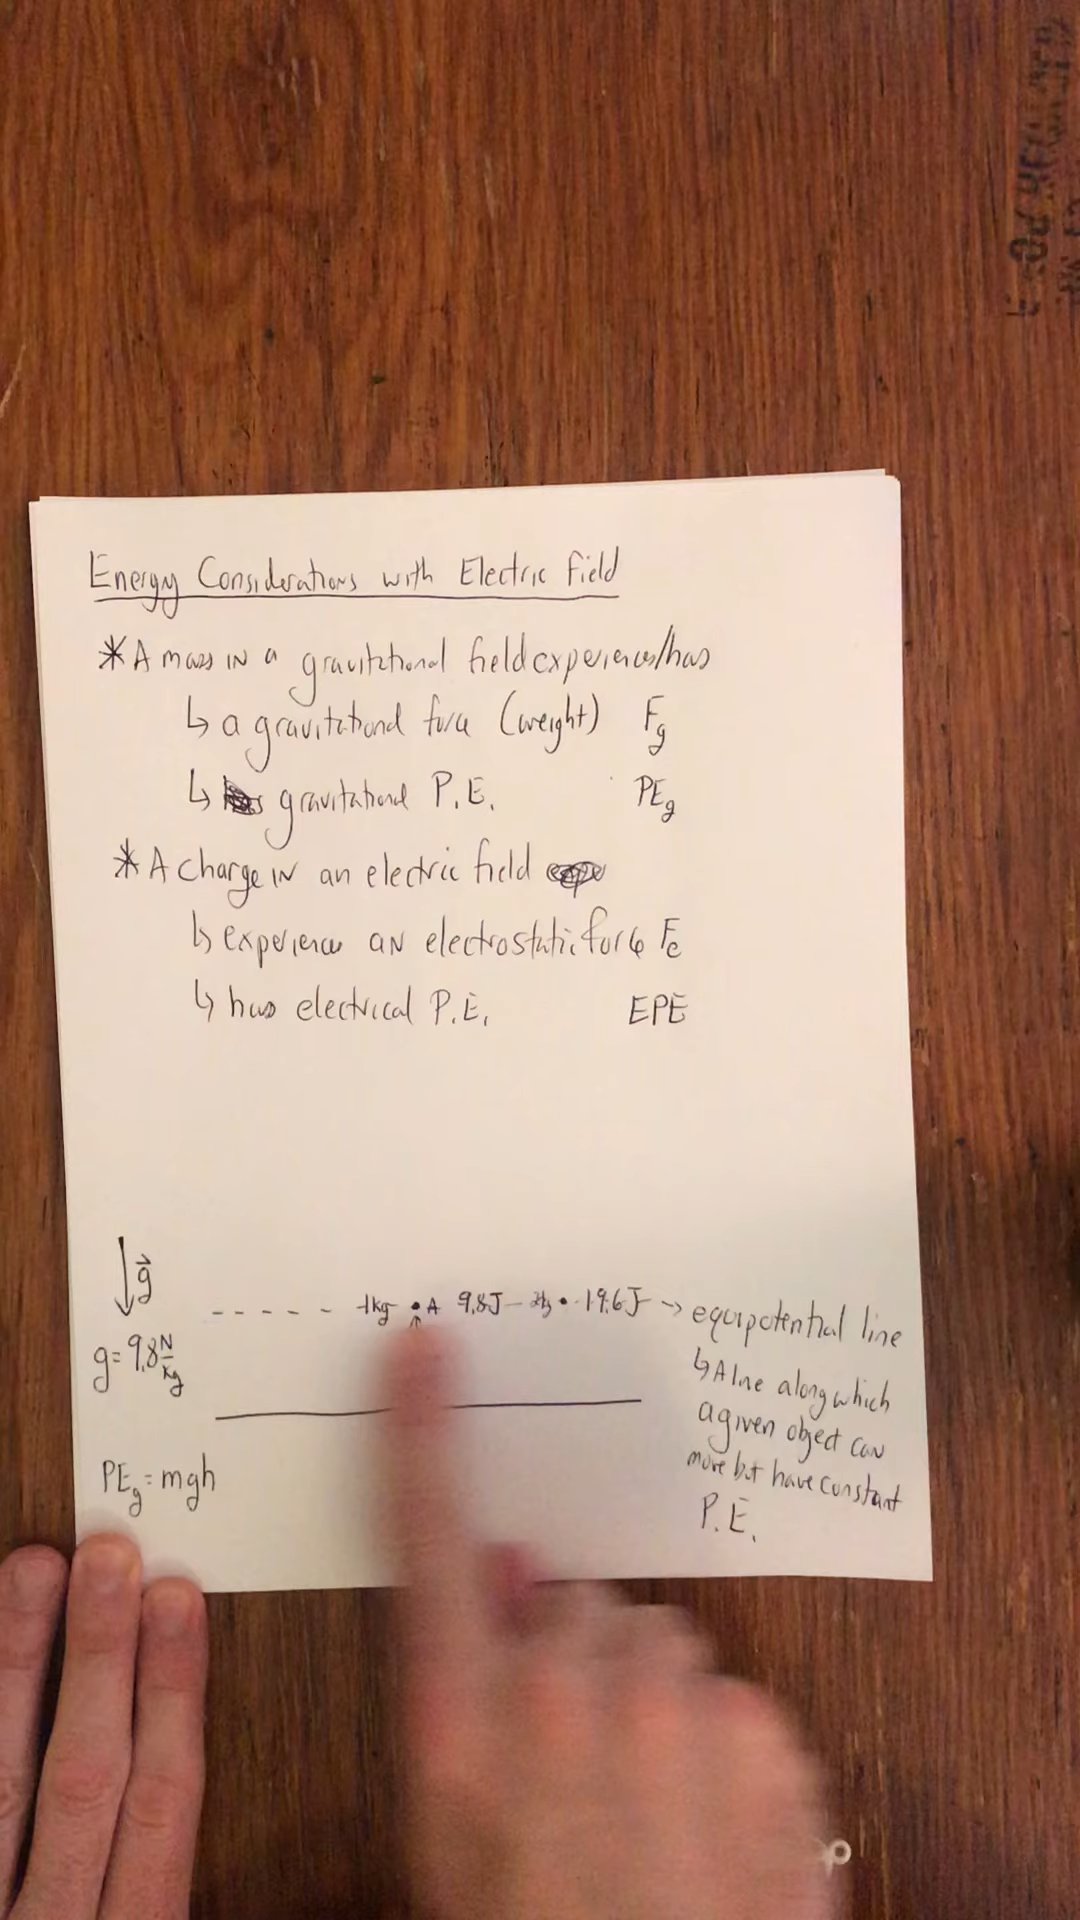 Energy Considerations with Electric Field
* A mass in a gravitational field experiences/has
↳ a gravitational force (weight) Fg
↳ gravitational P.E. PEg
* A charge in an electric field
↳ experiences an electrostatic force Fe
↳ has electrical P.E. EPE
g
g=9.8 N/kg
PEg=mgh
1kg • A 9.8J 2kg • 19.6J → equipotential line
↳ A line along which
a given object can
move but have constant
P.E.